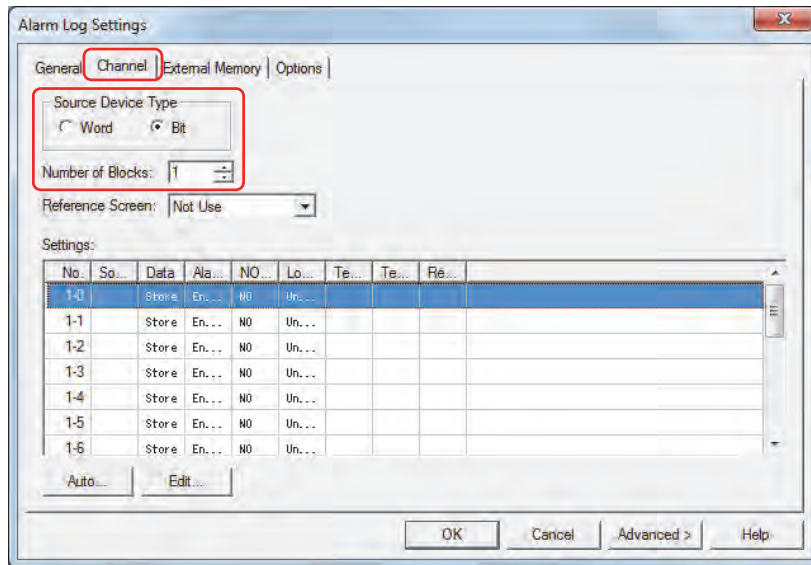 Alarm Log Settings
General Channel External Memory Options
Source Device Type
Word Bit
Number of Blocks: 1
Reference Screen: Not Use
Settings:
No. So... Data Ala... NO... Lo... Te... Te... Re...
1-0 Store En... NO Un...
1-1 Store En... NO Un...
1-2 Store En... NO Un...
1-3 Store En... NO Un...
1-4 Store En... NO Un...
1-5 Store En... NO Un...
1-6 Store En... NO Un...
Auto... Edit...
OK Cancel Advanced > Help